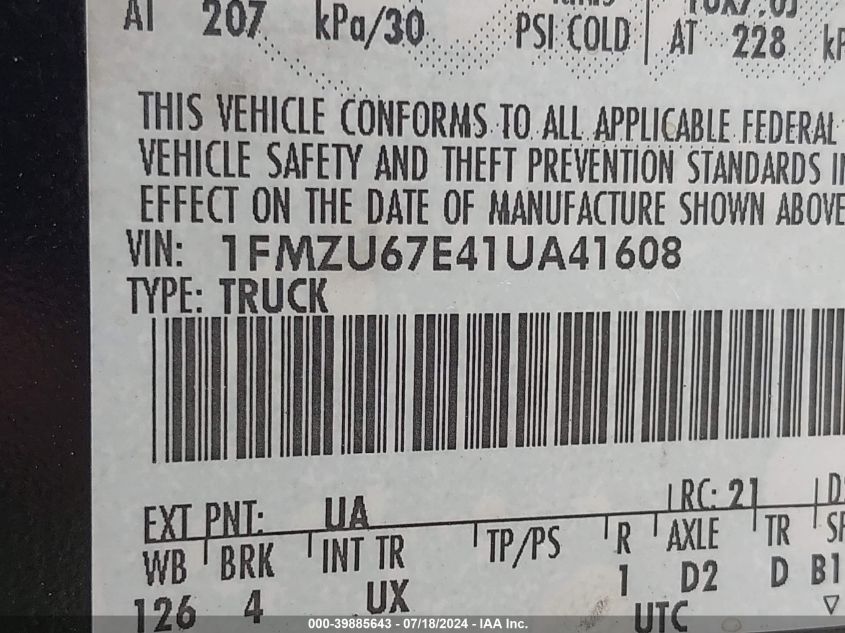 AT 207 kPa/30 PSI COLD AT 228
THIS VEHICLE CONFORMS TO ALL APPLICABLE FEDERAL
VEHICLE SAFETY AND THEFT PREVENTION STANDARDS IN
EFFECT ON THE DATE OF MANUFACTURE SHOWN ABOVE
VIN: 1FMZU67E41UA41608
TYPE: TRUCK
EXT PNT: UA RC: 21
WB BRK INT TR TP/PS R AXLE TR
126 4 UX 1 D2 D B1
UTC
000-39885643 - 07/18/2024 - IAA Inc.